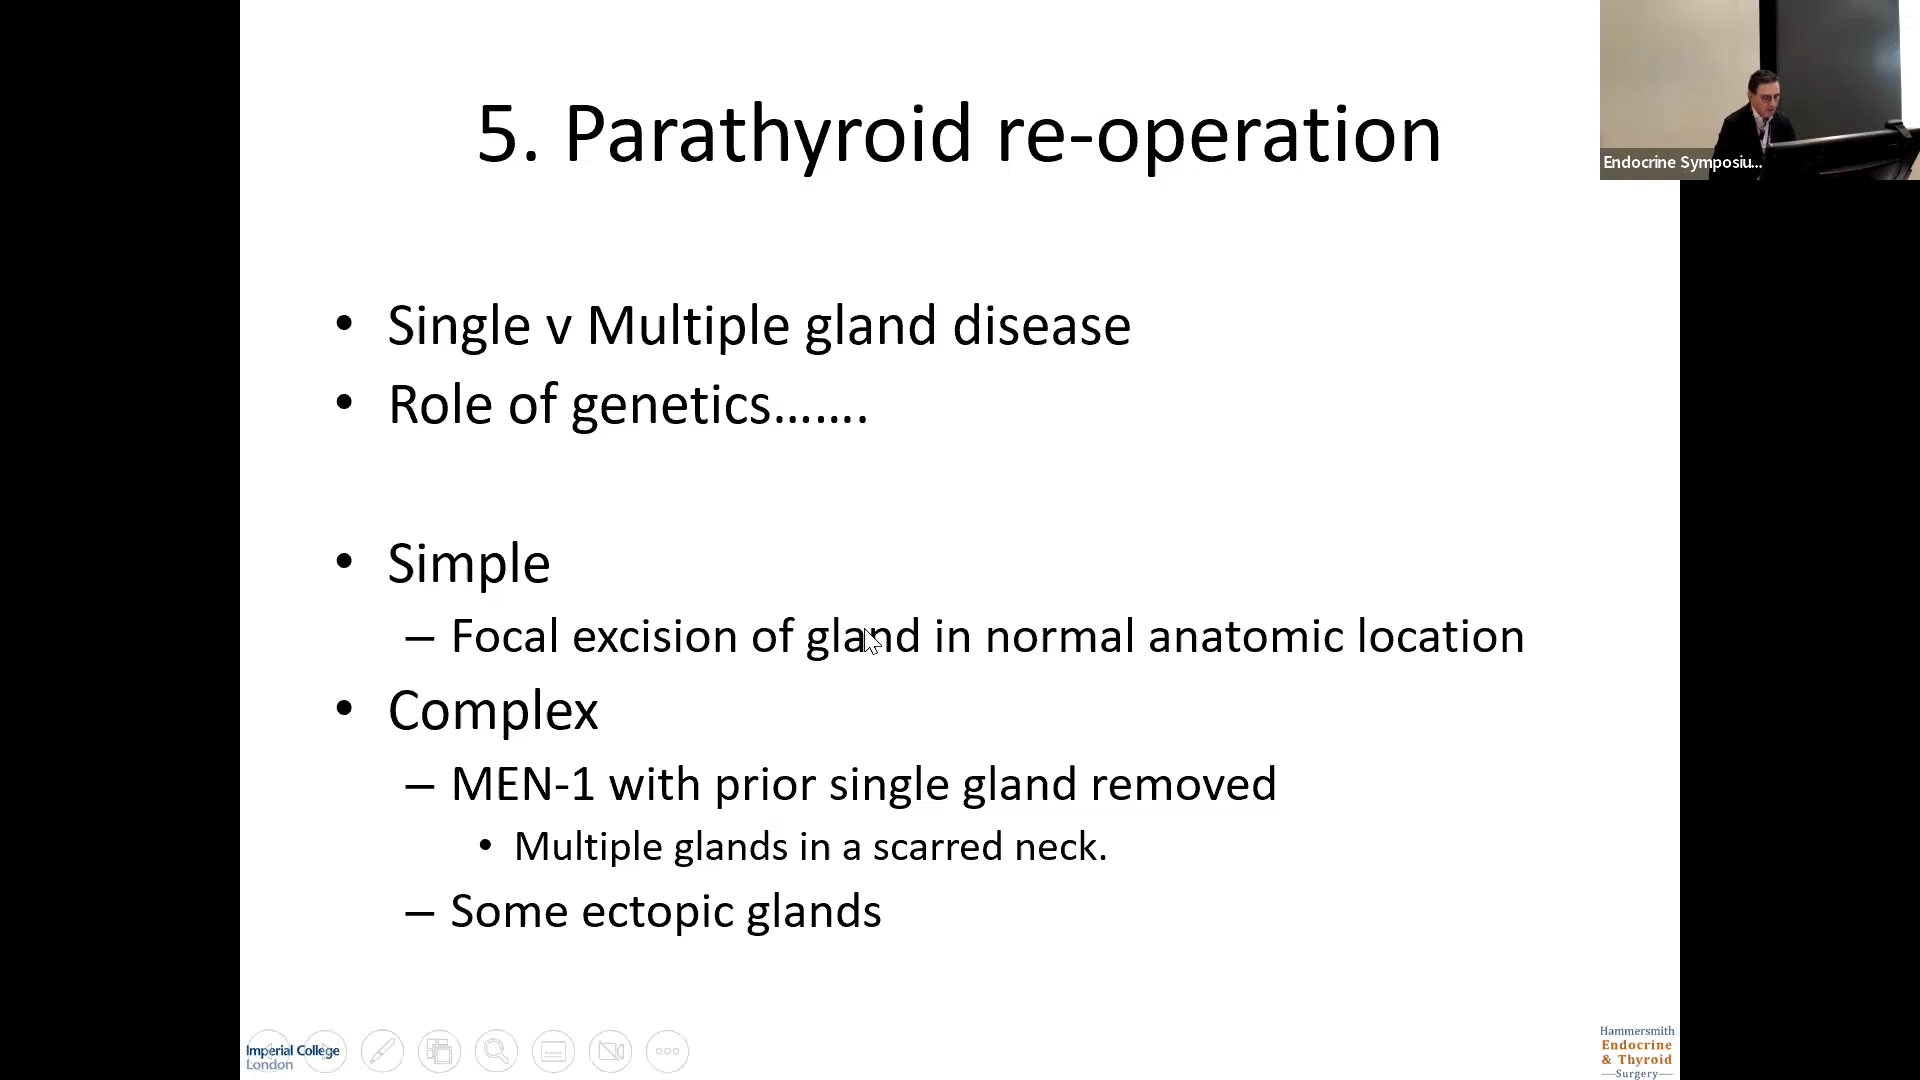 Endocrine Symposiu...
5. Parathyroid re-operation
• Single v Multiple gland disease
• Role of genetics.......
• Simple
– Focal excision of gland in normal anatomic location
• Complex
– MEN-1 with prior single gland removed
• Multiple glands in a scarred neck.
– Some ectopic glands
Imperial College
London
Hammersmith
Endocrine
& Thyroid
—Surgery—